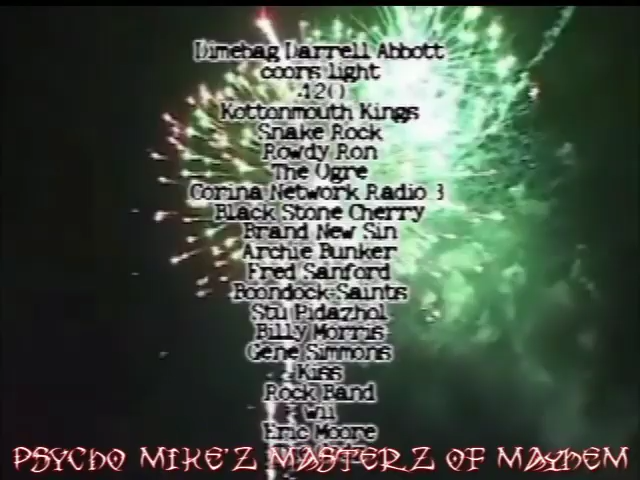 Dimebag Darrell Abbott
coors light
420
Kottonmouth Kings
Snake Rock
Rowdy Ron
The Ogre
Corina Network Radio 3
Black Stone Cherry
Brand New Sin
Archie Bunker
Fred Sanford
Boondock Saints
Stu Pidazhol
Billy Morris
Gene Simmons
Kiss
Rock Band
Wii
Eric Moore
PSYCHO MIKE'Z MASTERZ OF MAYHEM